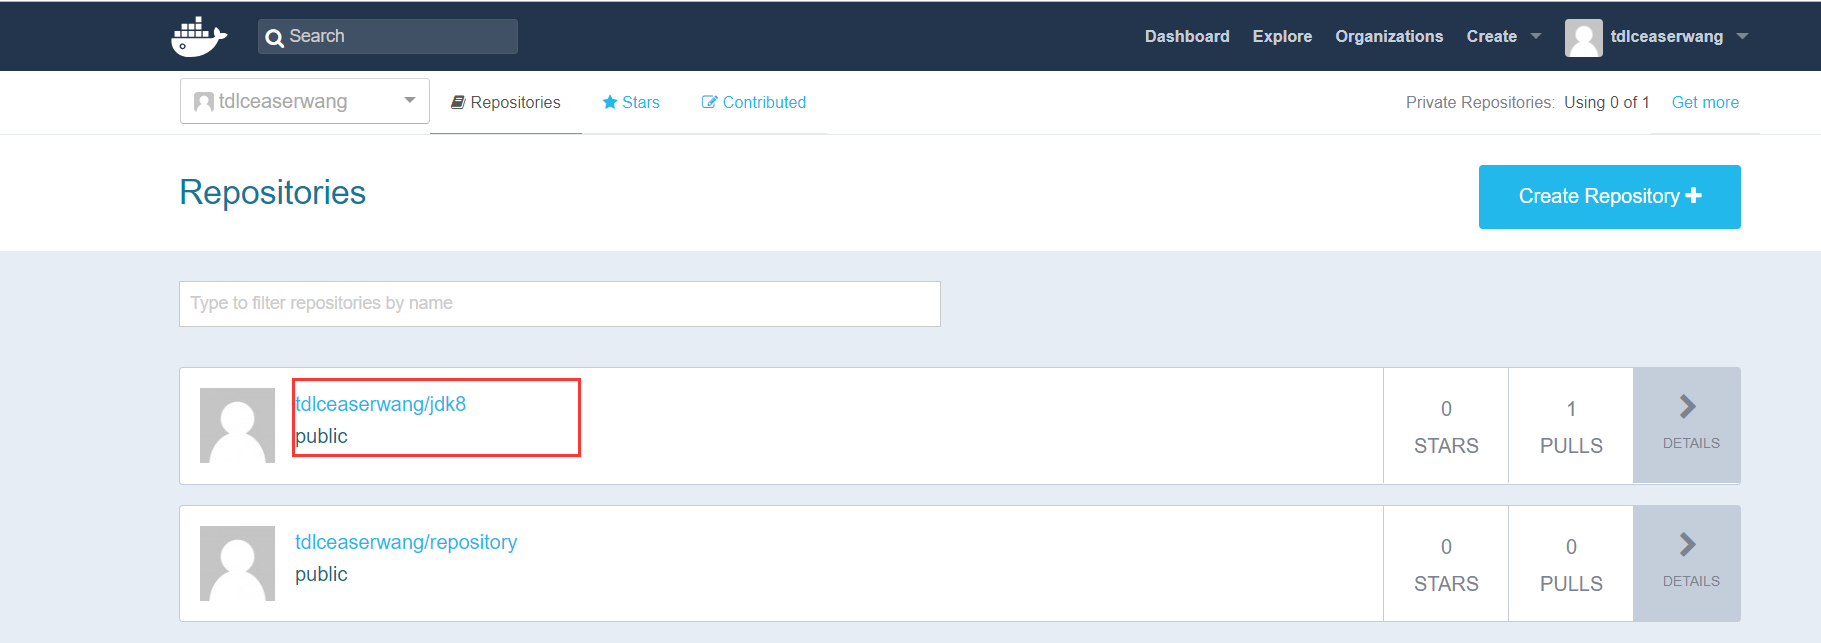 Search
Dashboard Explore Organizations Create tdlceaserwang
tdlceaserwang Repositories Stars Contributed Private Repositories: Using 0 of 1 Get more
Repositories
Create Repository
Type to filter repositories by name
tdlceaserwang/jdk8
public
0
STARS
1
PULLS
DETAILS
tdlceaserwang/repository
public
0
STARS
0
PULLS
DETAILS